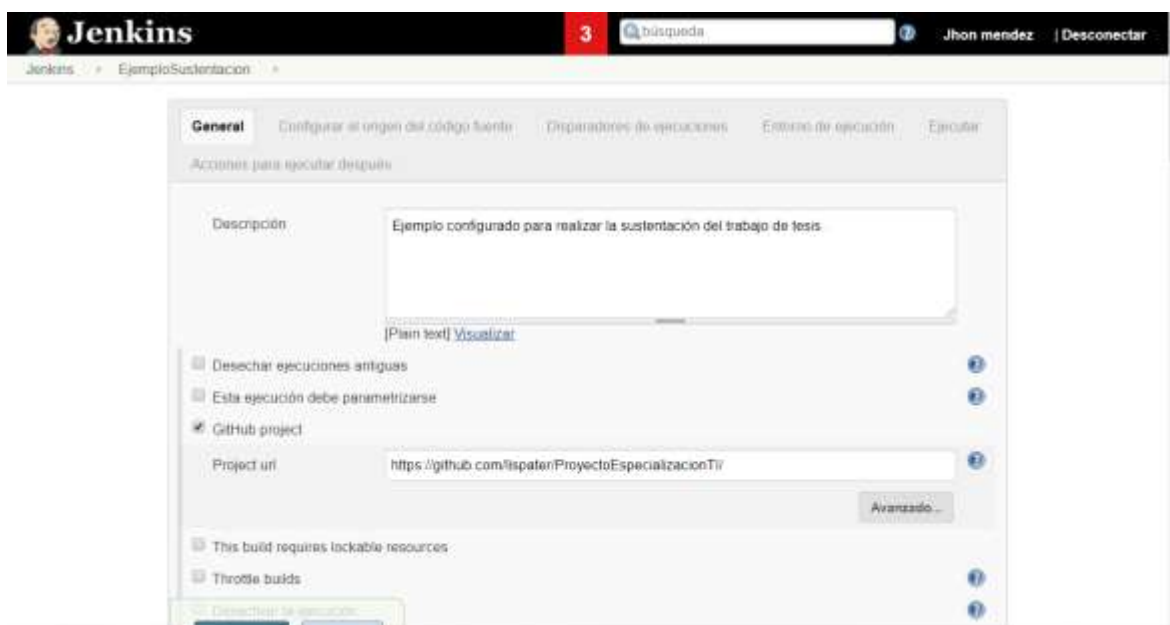 Jenkins
3
búsqueda
Jhon mendez
| Desconectar
Jenkins
EjemploSustentacion
General
Configurar el origen del código fuente
Disparadores de ejecuciones
Entorno de ejecución
Ejecutar
Acciones para ejecutar después
Descripción
Ejemplo configurado para realizar la sustentación del trabajo de tesis
[Plain text] Visualizar
Desechar ejecuciones antiguas
Esta ejecución debe parametrizarse
GitHub project
Project url
https://github.com/lispater/ProyectoEspecializacionTI/
Avanzado...
This build requires lockable resources
Throttle builds
Desactivar la ejecución